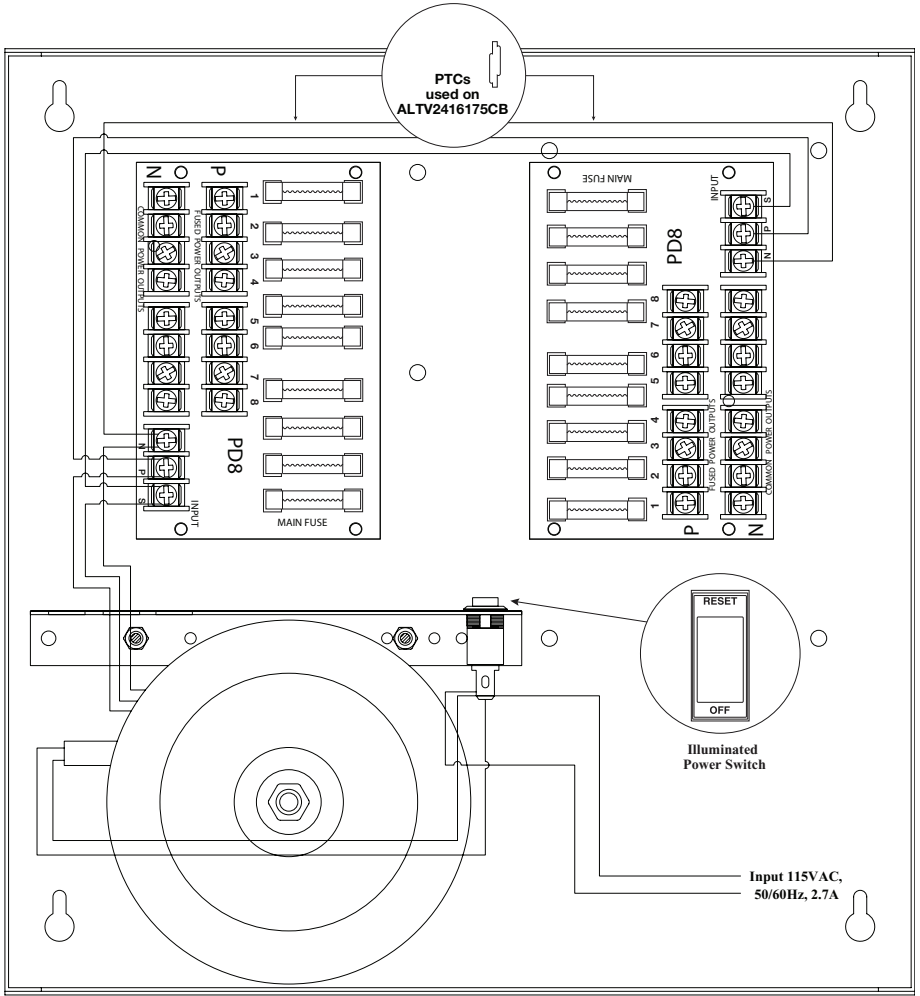 PTCs
used on
ALTV2416175CB
N
P
COMMON POWER OUTPUTS
FUSED POWER OUTPUTS
1
2
3
4
5
6
7
8
N
P
S
INPUT
PD8
MAIN FUSE
MAIN FUSE
INPUT
S
P
N
PD8
8
7
6
5
4
3
2
1
FUSED POWER OUTPUTS
COMMON POWER OUTPUTS
P
N
RESET
OFF
Illuminated
Power Switch
Input 115VAC,
50/60Hz, 2.7A